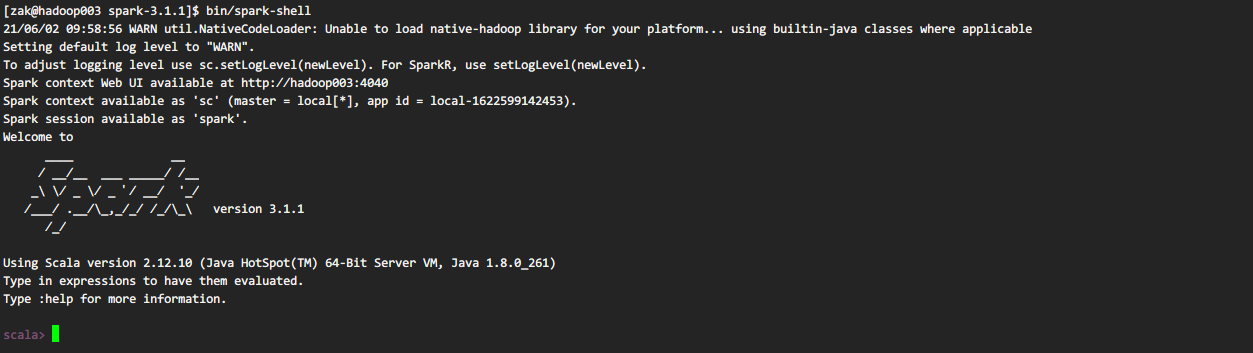 [zak@hadoop003 spark-3.1.1]$ bin/spark-shell
21/06/02 09:58:56 WARN util.NativeCodeLoader: Unable to load native-hadoop library for your platform... using builtin-java classes where applicable
Setting default log level to "WARN".
To adjust logging level use sc.setLogLevel(newLevel). For SparkR, use setLogLevel(newLevel).
Spark context Web UI available at http://hadoop003:4040
Spark context available as 'sc' (master = local[*], app id = local-1622599142453).
Spark session available as 'spark'.
Welcome to
      ____              __
     / __/__  ___ _____/ /__
    _\ \/ _ \/ _ `/ __/  '_/
   /___/ .__/\_,_/_/ /_/\_\   version 3.1.1
      /_/
Using Scala version 2.12.10 (Java HotSpot(TM) 64-Bit Server VM, Java 1.8.0_261)
Type in expressions to have them evaluated.
Type :help for more information.
scala>